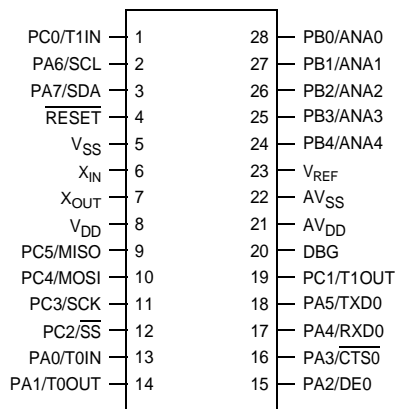 PC0/T1IN 1 28 PB0/ANA0
PA6/SCL 2 27 PB1/ANA1
PA7/SDA 3 26 PB2/ANA2
RESET 4 25 PB3/ANA3
VSS 5 24 PB4/ANA4
XIN 6 23 VREF
XOUT 7 22 AVSS
VDD 8 21 AVDD
PC5/MISO 9 20 DBG
PC4/MOSI 10 19 PC1/T1OUT
PC3/SCK 11 18 PA5/TXD0
PC2/SS 12 17 PA4/RXD0
PA0/T0IN 13 16 PA3/CTS0
PA1/T0OUT 14 15 PA2/DE0